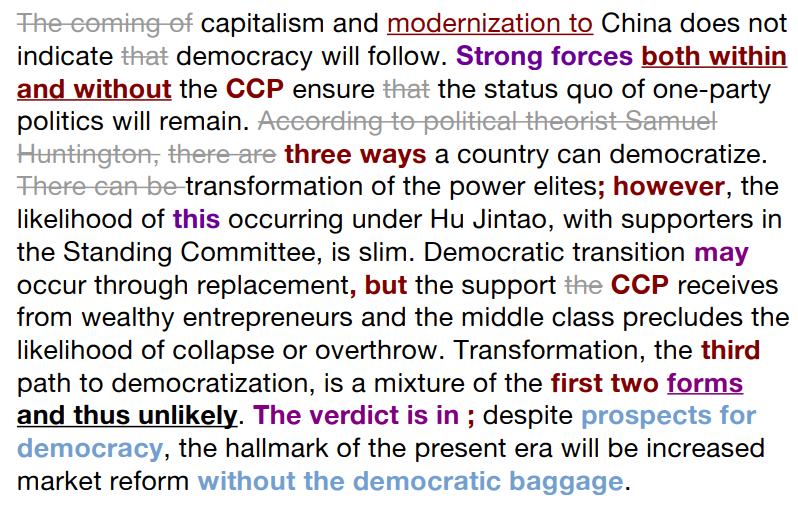 The coming of capitalism and modernization to China does not
indicate that democracy will follow. Strong forces both within
and without the CCP ensure that the status quo of one-party
politics will remain. According to political theorist Samuel
Huntington, there are three ways a country can democratize.
There can be transformation of the power elites; however, the
likelihood of this occurring under Hu Jintao, with supporters in
the Standing Committee, is slim. Democratic transition may
occur through replacement, but the support the CCP receives
from wealthy entrepreneurs and the middle class precludes the
likelihood of collapse or overthrow. Transformation, the third
path to democratization, is a mixture of the first two forms
and thus unlikely. The verdict is in ; despite prospects for
democracy, the hallmark of the present era will be increased
market reform without the democratic baggage.